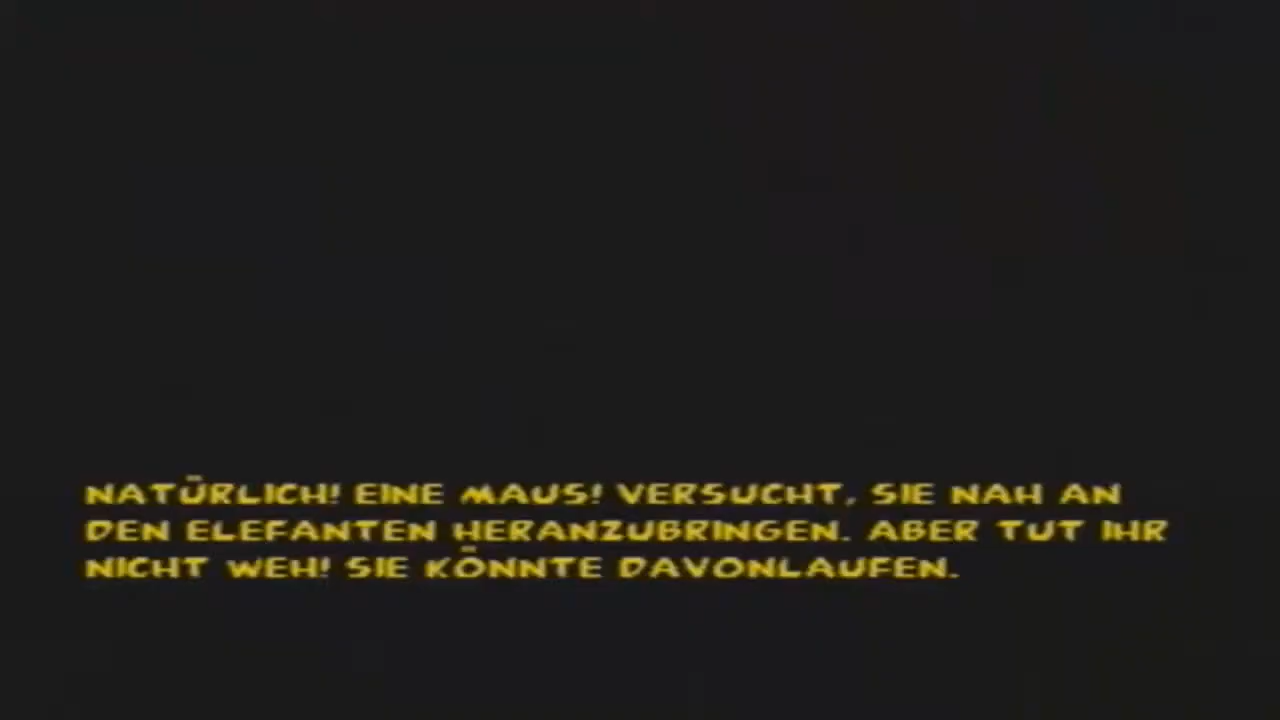 NATÜRLICH! EINE MAUS! VERSUCHT, SIE NAH AN
DEN ELEFANTEN HERANZUBRINGEN. ABER TUT IHR
NICHT WEH! SIE KÖNNTE DAVONLAUFEN.